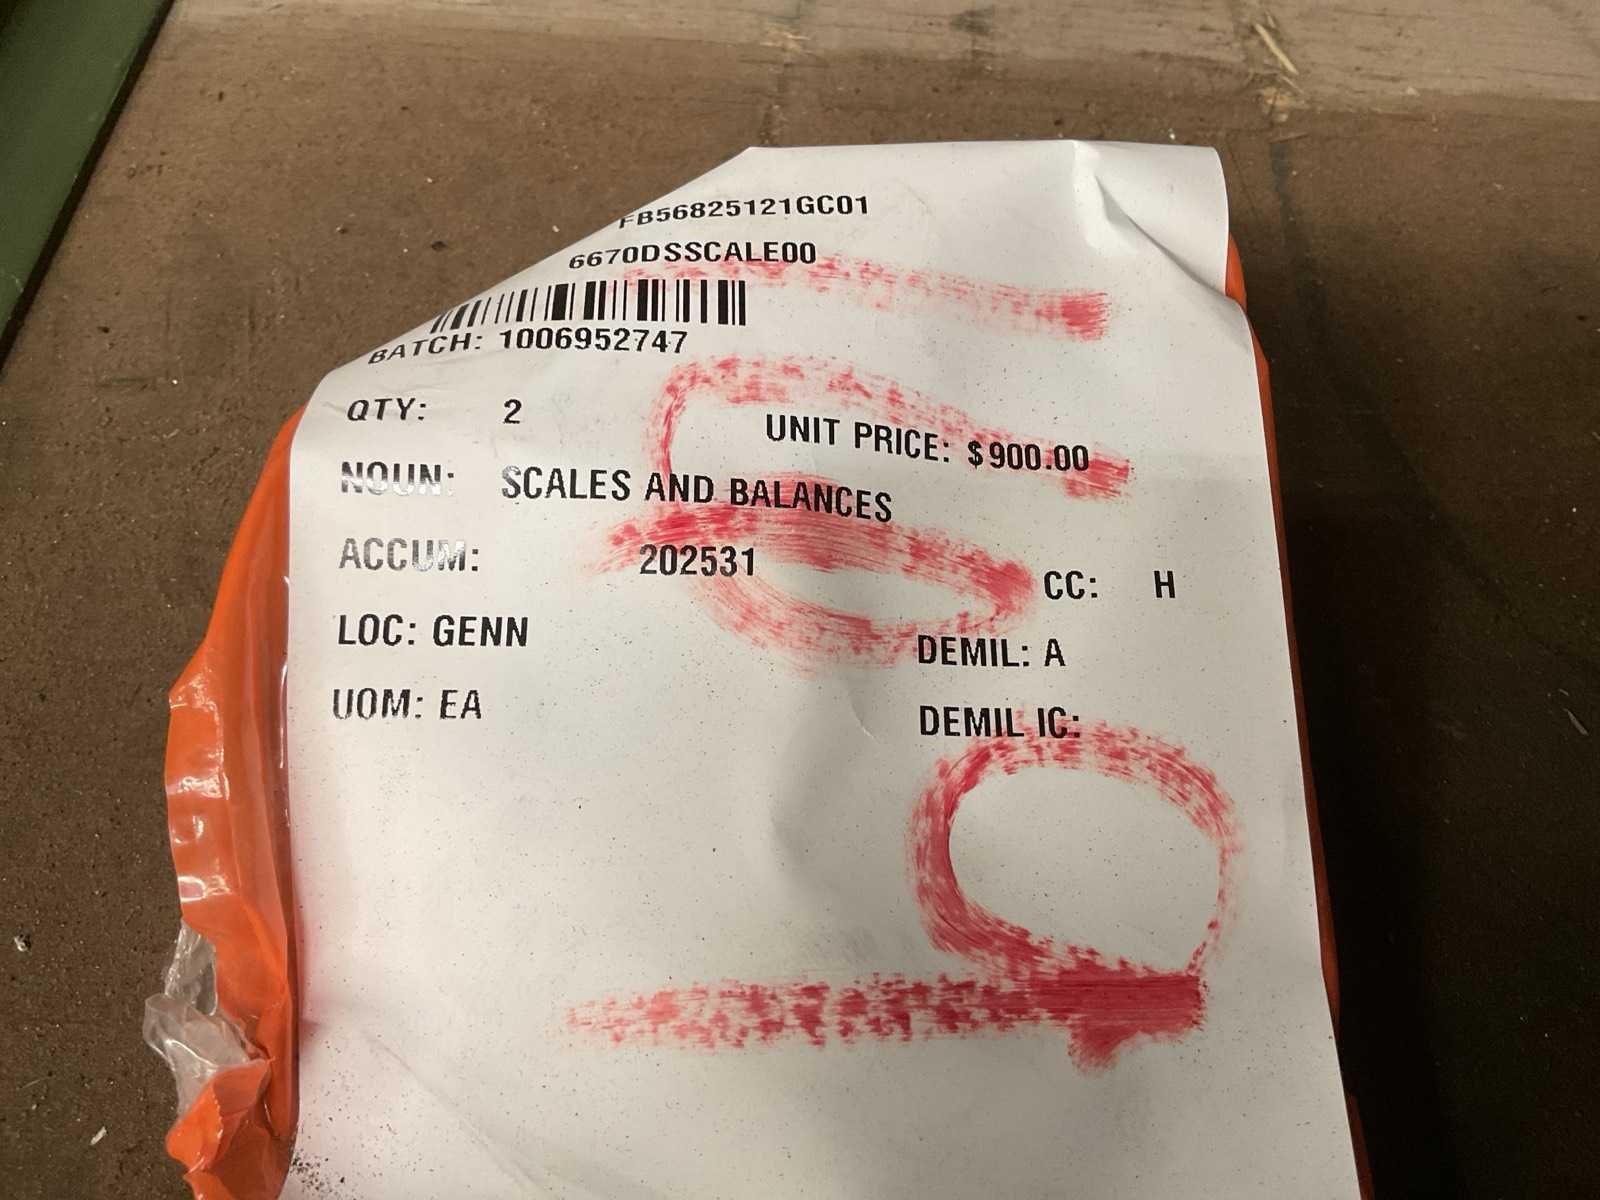 FB56825121GC01
6670DSSCALE00
BATCH: 1006952747
QTY: 2 UNIT PRICE: $900.00
NOUN: SCALES AND BALANCES
ACCUM: 202531 CC: H
LOC: GENN DEMIL: A
UOM: EA DEMIL IC: